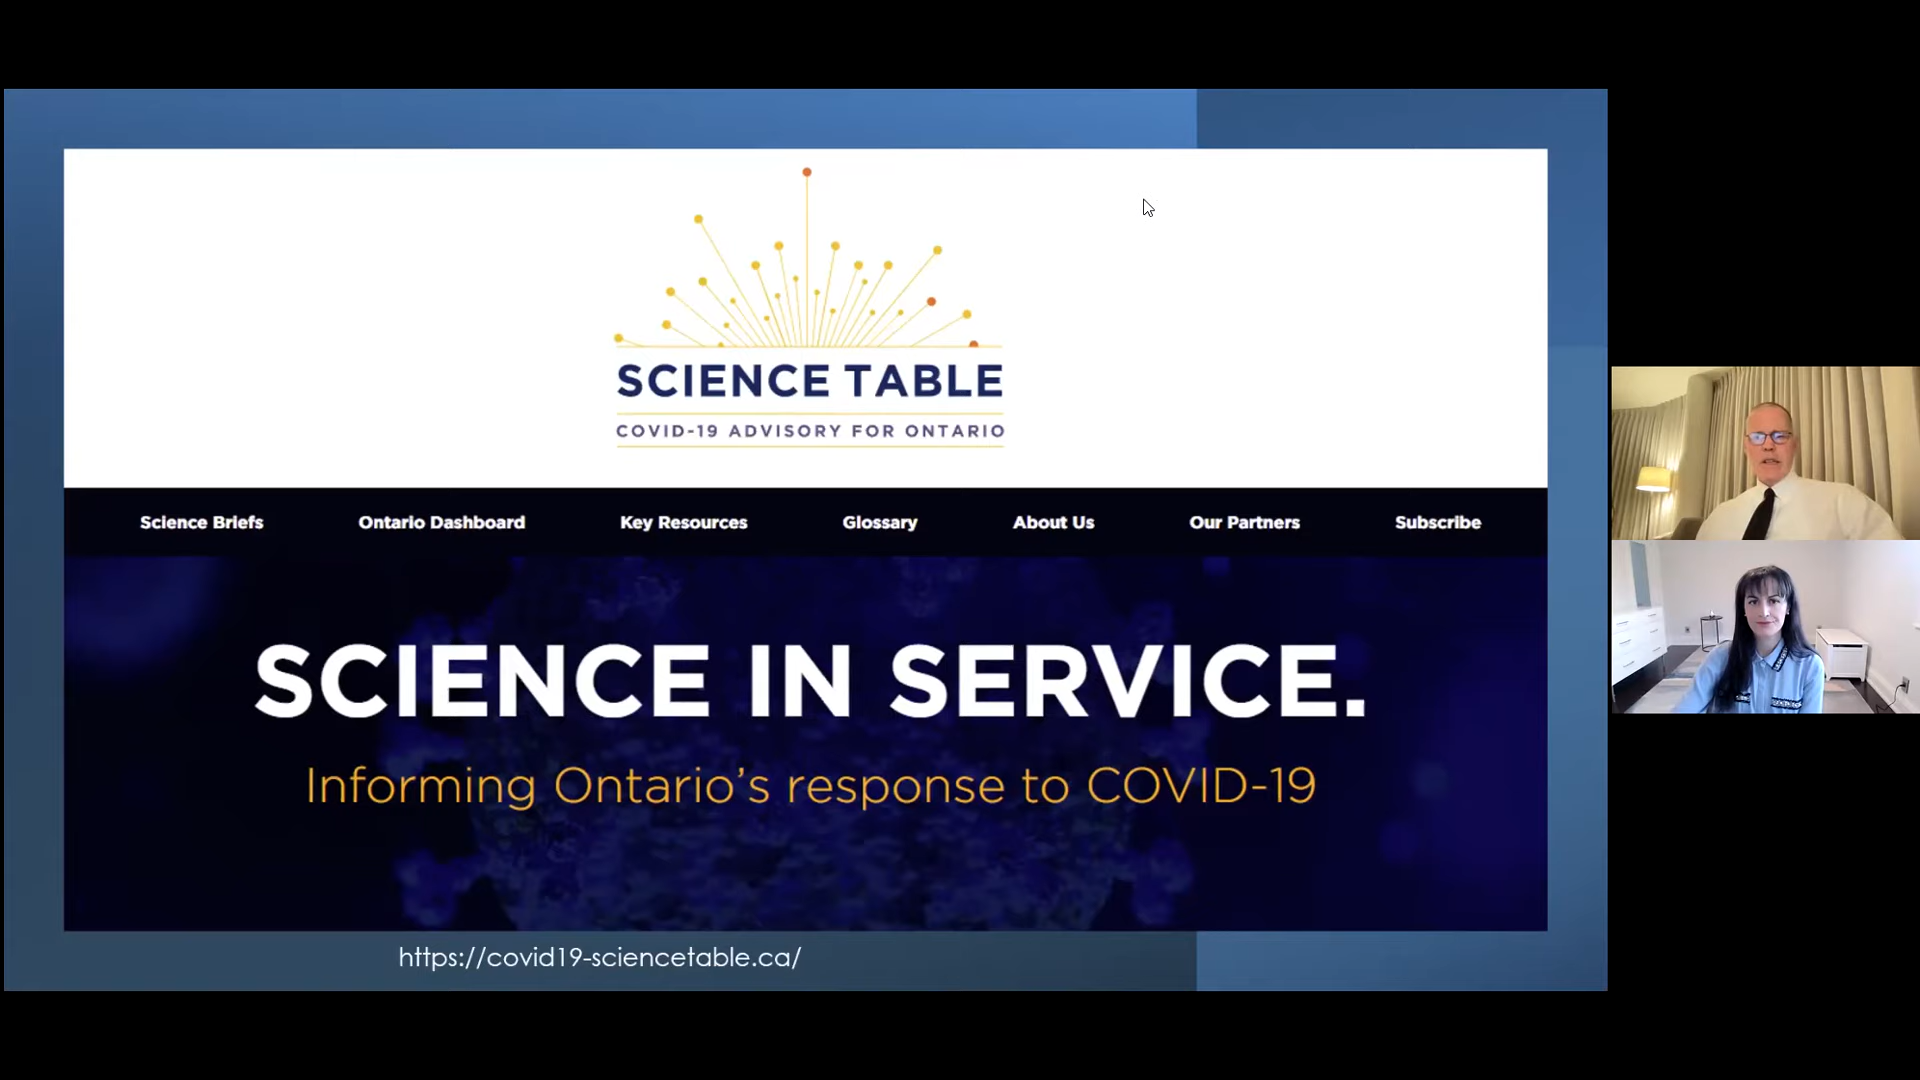 SCIENCE TABLE
COVID-19 ADVISORY FOR ONTARIO
Science Briefs Ontario Dashboard Key Resources Glossary About Us Our Partners Subscribe
SCIENCE IN SERVICE.
Informing Ontario's response to COVID-19
https://covid19-sciencetable.ca/